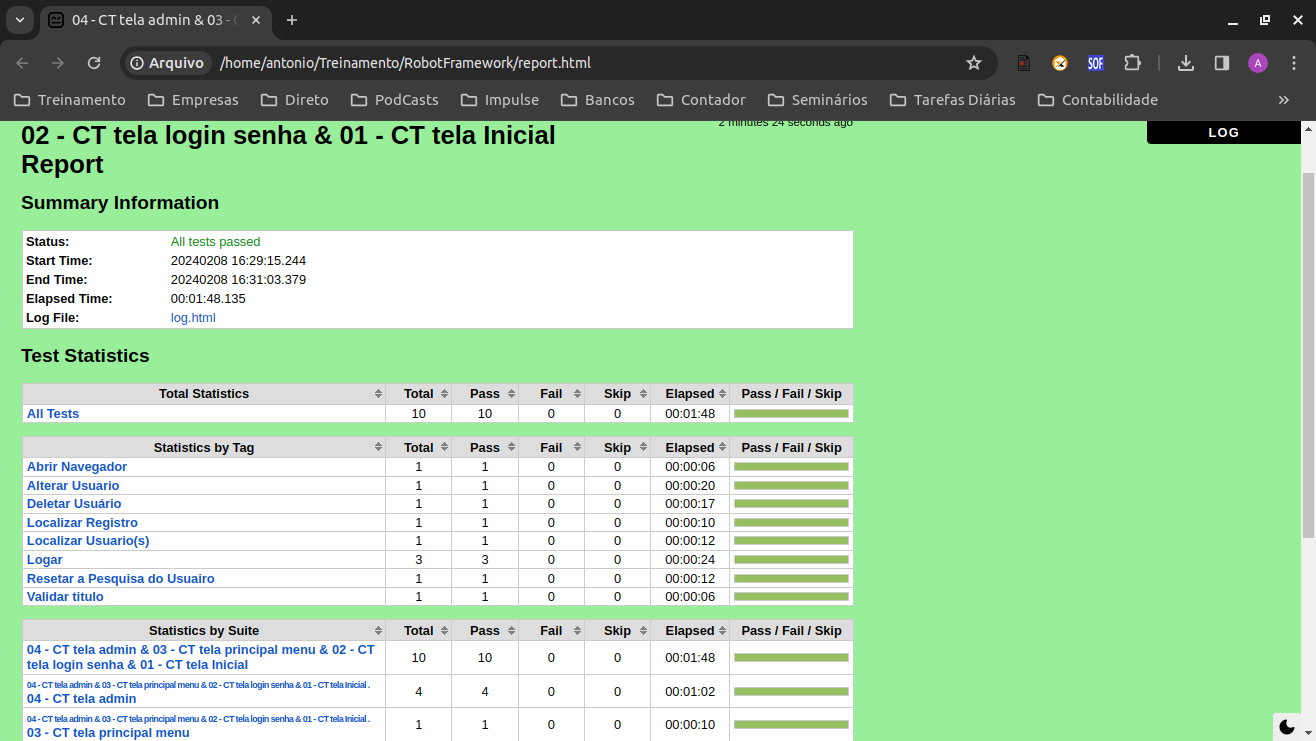 04 - CT tela admin & 03 - C
Arquivo /home/antonio/Treinamento/RobotFramework/report.html
SOF
A
Treinamento Empresas Direto PodCasts Impulse Bancos Contador Seminários Tarefas Diárias Contabilidade »
2 minutes 24 seconds ago
LOG
02 - CT tela login senha & 01 - CT tela Inicial
Report
Summary Information
Status: All tests passed
Start Time: 20240208 16:29:15.244
End Time: 20240208 16:31:03.379
Elapsed Time: 00:01:48.135
Log File: log.html
Test Statistics
Total Statistics Total Pass Fail Skip Elapsed Pass / Fail / Skip
All Tests 10 10 0 0 00:01:48
Statistics by Tag Total Pass Fail Skip Elapsed Pass / Fail / Skip
Abrir Navegador 1 1 0 0 00:00:06
Alterar Usuario 1 1 0 0 00:00:20
Deletar Usuário 1 1 0 0 00:00:17
Localizar Registro 1 1 0 0 00:00:10
Localizar Usuario(s) 1 1 0 0 00:00:12
Logar 3 3 0 0 00:00:24
Resetar a Pesquisa do Usuairo 1 1 0 0 00:00:12
Validar titulo 1 1 0 0 00:00:06
Statistics by Suite Total Pass Fail Skip Elapsed Pass / Fail / Skip
04 - CT tela admin & 03 - CT tela principal menu & 02 - CT
tela login senha & 01 - CT tela Inicial 10 10 0 0 00:01:48
04 - CT tela admin & 03 - CT tela principal menu & 02 - CT tela login senha & 01 - CT tela Inicial .
04 - CT tela admin 4 4 0 0 00:01:02
04 - CT tela admin & 03 - CT tela principal menu & 02 - CT tela login senha & 01 - CT tela Inicial .
03 - CT tela principal menu 1 1 0 0 00:00:10